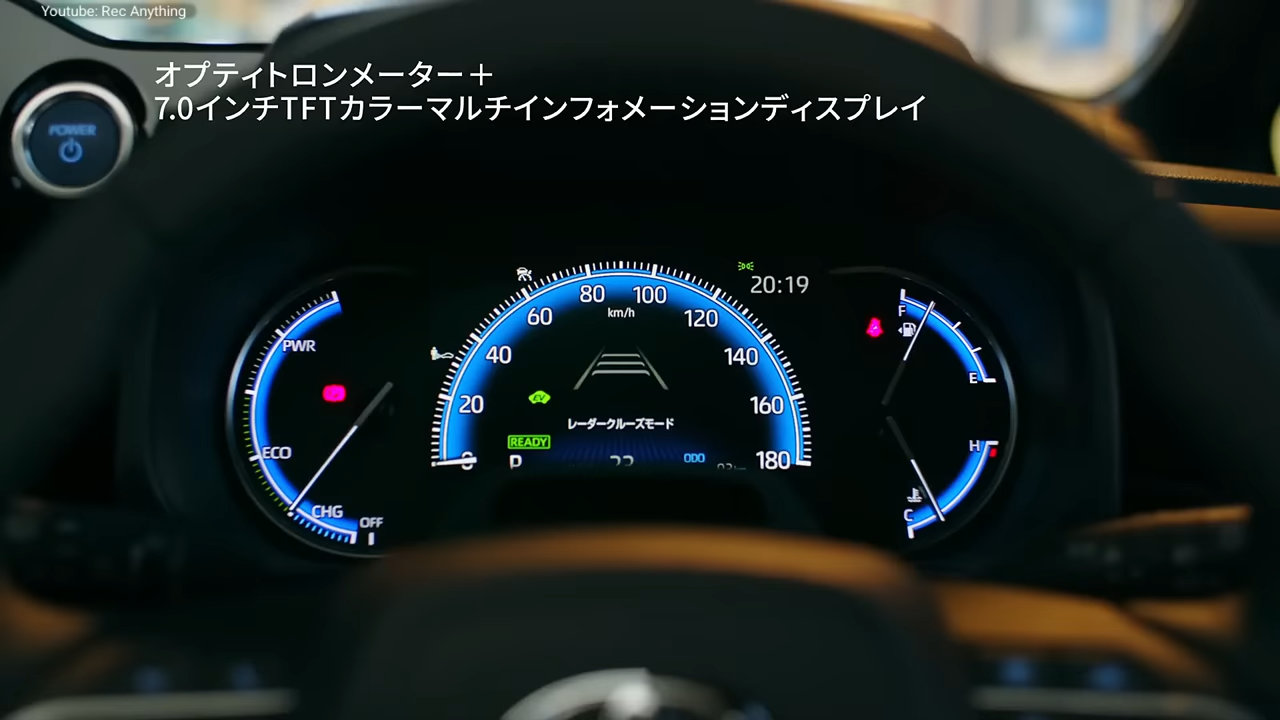 Youtube: Rec Anything
オプティトロンメーター＋
7.0インチTFTカラーマルチインフォメーションディスプレイ
POWER
20:19
80 100
km/h
60 120
40 140
20 160
0 180
EV
レーダークルーズモード
READY
P
ODO
PWR
ECO
CHG
OFF
F
E
H
C